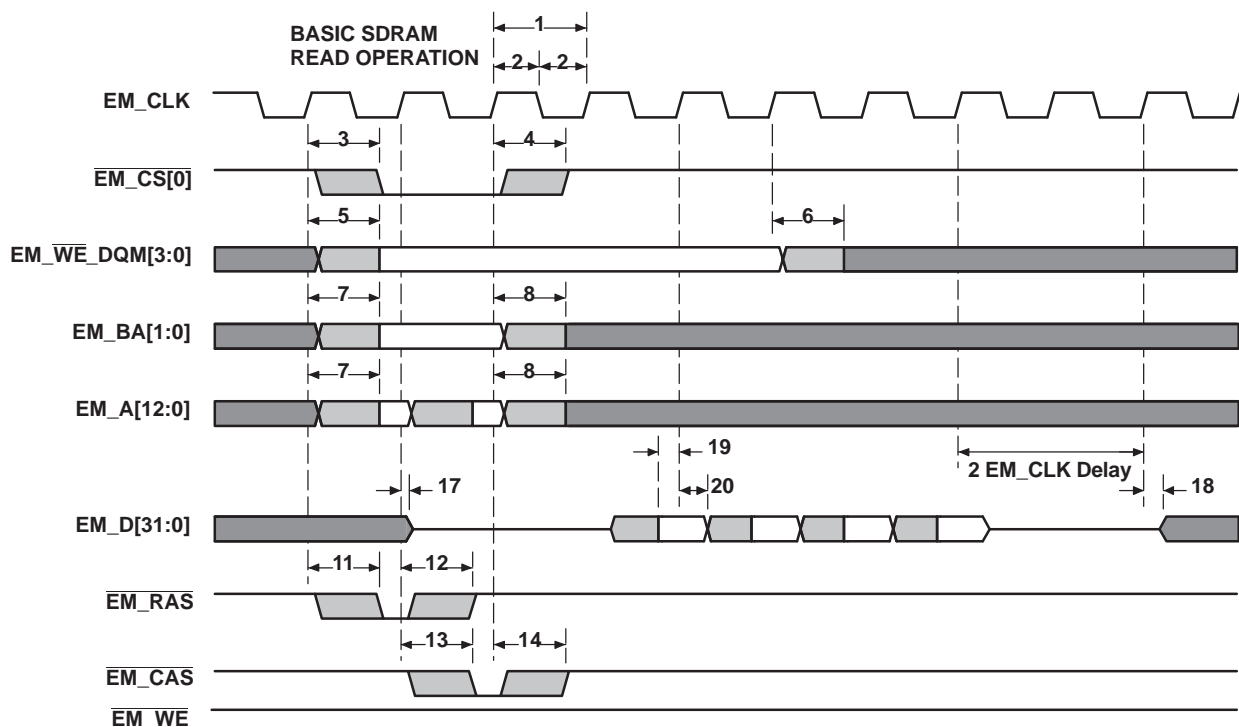 1
BASIC SDRAM
READ OPERATION
2 2
EM_CLK
3 4
EM_CS[0]
5 6
EM_WE_DQM[3:0]
7 8
EM_BA[1:0]
7 8
EM_A[12:0]
19
2 EM_CLK Delay
17 20 18
EM_D[31:0]
11 12
EM_RAS
13 14
EM_CAS
EM_WE